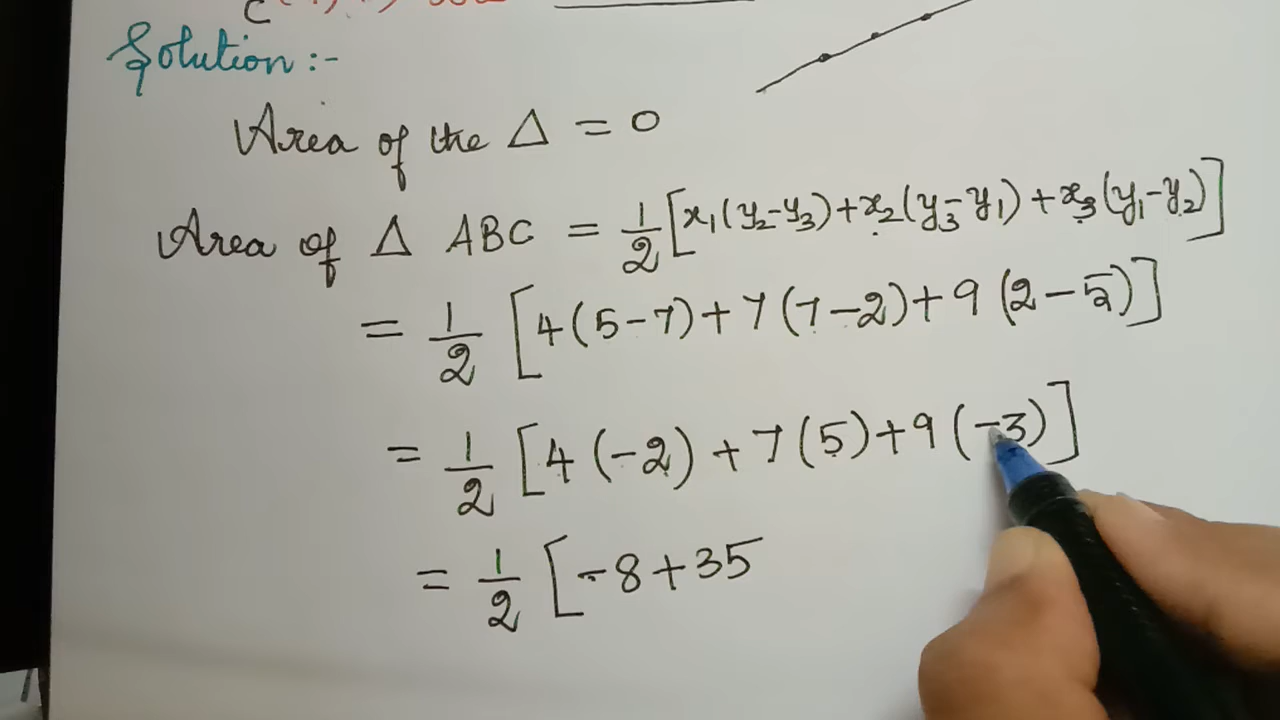 C
Solution :-
Area of the Δ = 0
Area of Δ ABC = 1/2 [x₁(y₂-y₃)+x₂(y₃-y₁)+x₃(y₁-y₂)]
= 1/2 [4(5-7)+7(7-2)+9(2-5)]
= 1/2 [4(-2)+7(5)+9(-3)]
= 1/2 [-8+35